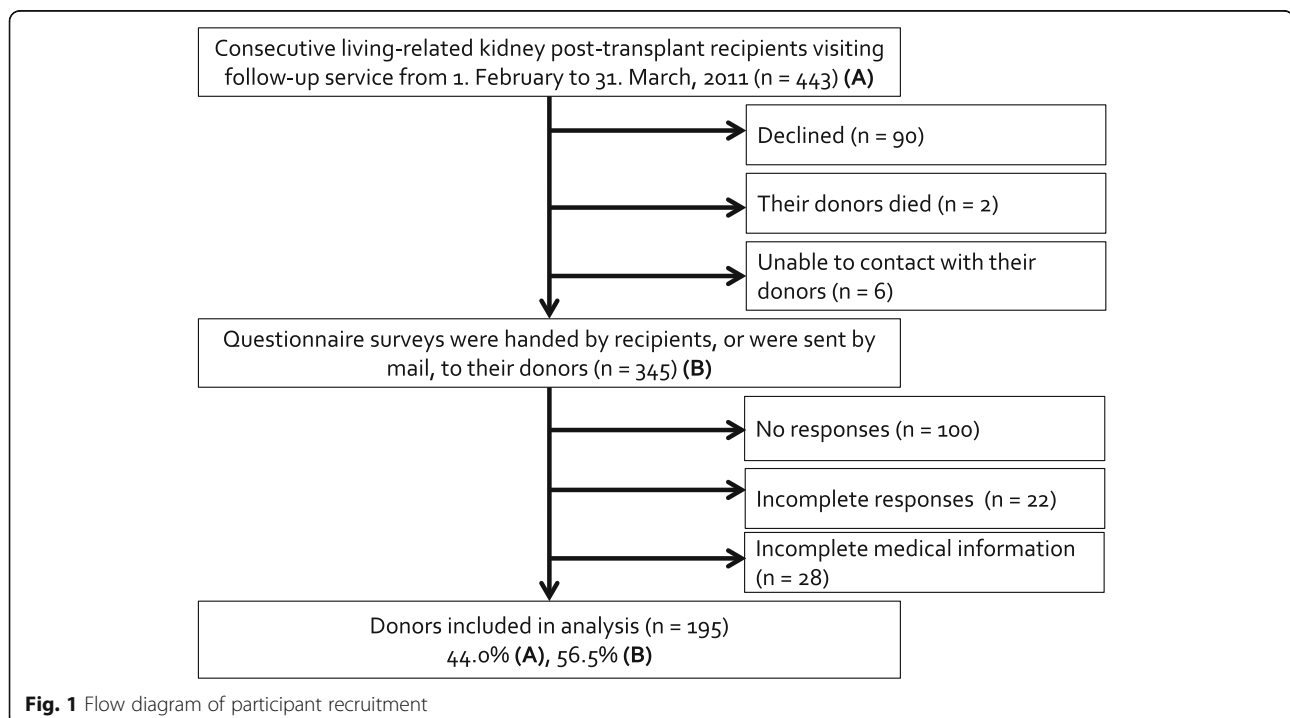 Consecutive living-related kidney post-transplant recipients visiting
follow-up service from 1. February to 31. March, 2011 (n = 443) (A)
Declined (n = 90)
Their donors died (n = 2)
Unable to contact with their
donors (n = 6)
Questionnaire surveys were handed by recipients, or were sent by
mail, to their donors (n = 345) (B)
No responses (n = 100)
Incomplete responses (n = 22)
Incomplete medical information
(n = 28)
Donors included in analysis (n = 195)
44.0% (A), 56.5% (B)
Fig. 1 Flow diagram of participant recruitment